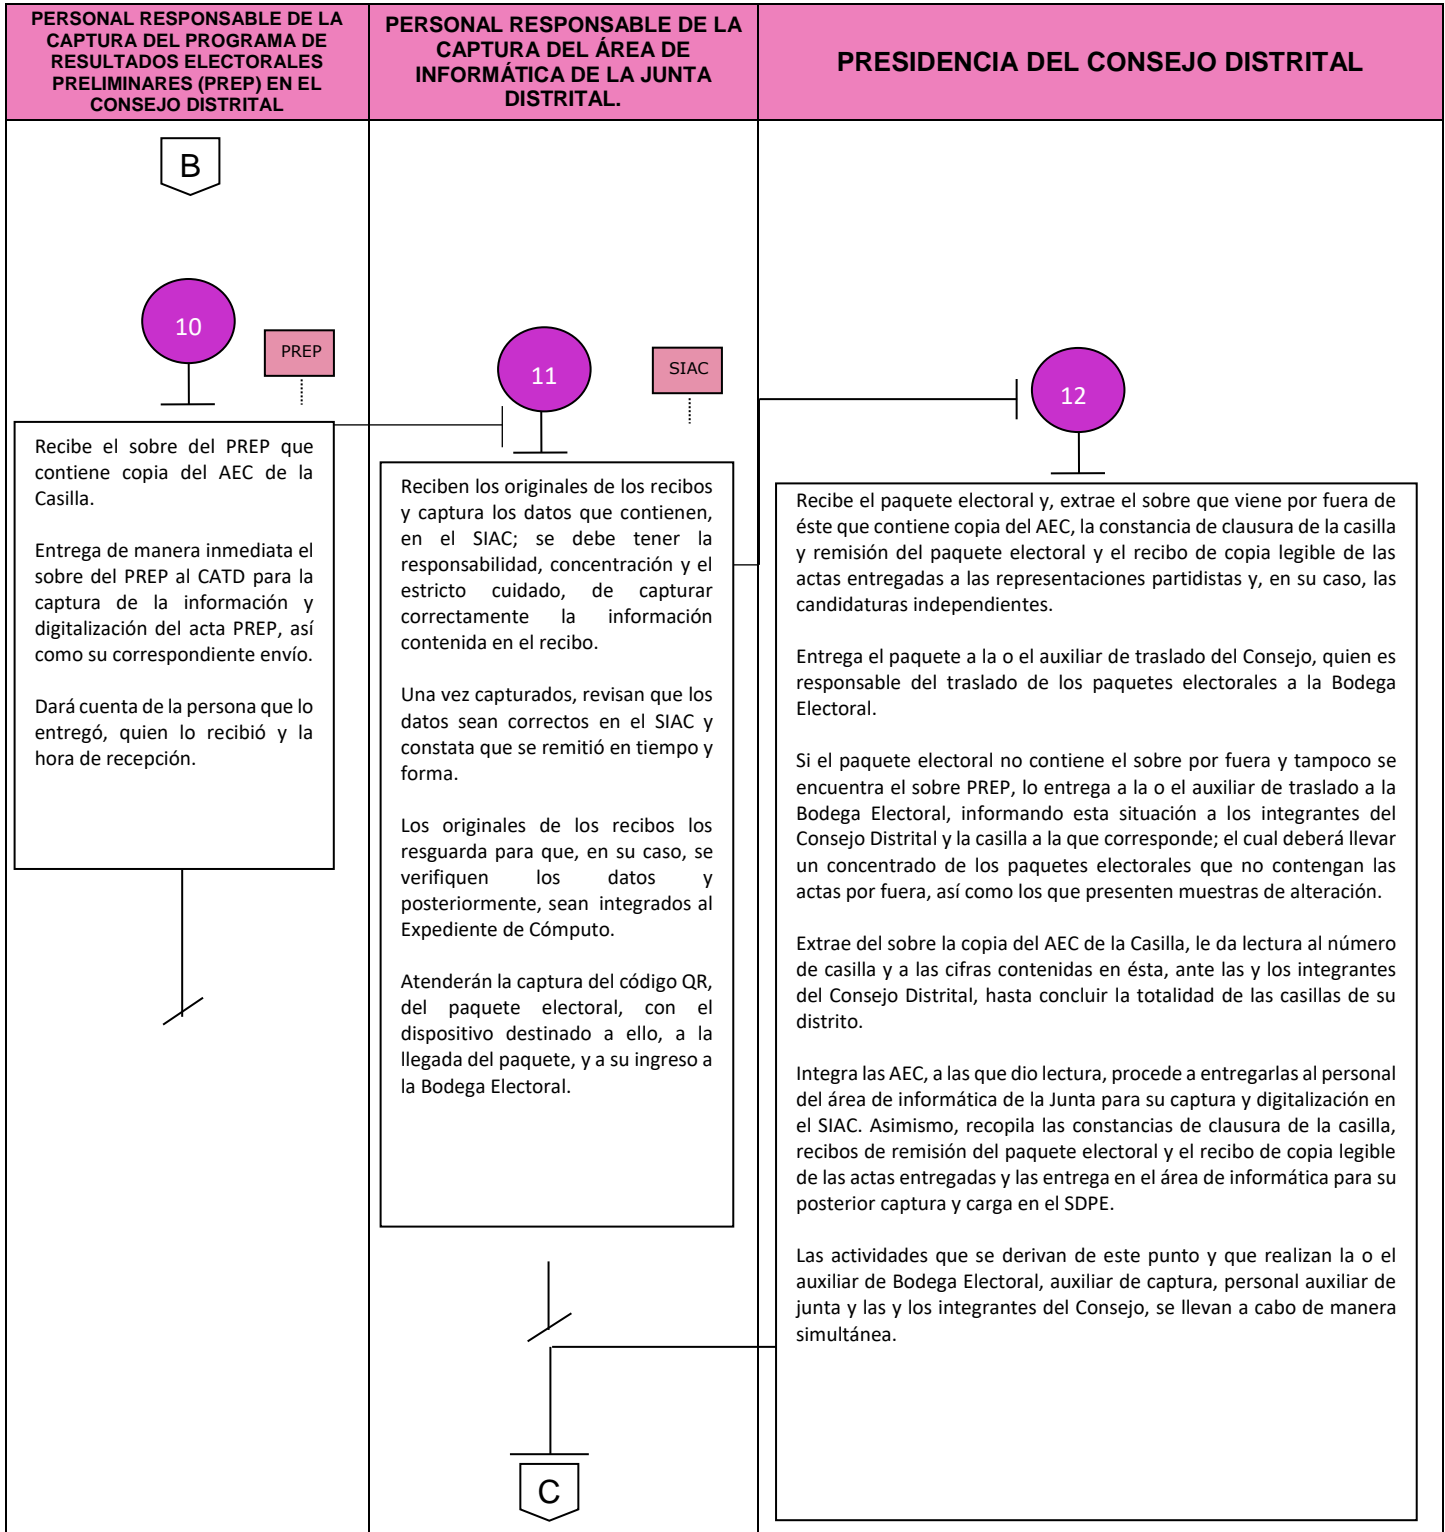 PERSONAL RESPONSABLE DE LA
CAPTURA DEL PROGRAMA DE
RESULTADOS ELECTORALES
PRELIMINARES (PREP) EN EL
CONSEJO DISTRITAL
PERSONAL RESPONSABLE DE LA
CAPTURA DEL ÁREA DE
INFORMÁTICA DE LA JUNTA
DISTRITAL.
PRESIDENCIA DEL CONSEJO DISTRITAL
B
10
PREP
Recibe el sobre del PREP que
contiene copia del AEC de la
Casilla.
Entrega de manera inmediata el
sobre del PREP al CATD para la
captura de la información y
digitalización del acta PREP, así
como su correspondiente envío.
Dará cuenta de la persona que lo
entregó, quien lo recibió y la
hora de recepción.
11
SIAC
Reciben los originales de los recibos
y captura los datos que contienen,
en el SIAC; se debe tener la
responsabilidad, concentración y el
estricto cuidado, de capturar
correctamente la información
contenida en el recibo.
Una vez capturados, revisan que los
datos sean correctos en el SIAC y
constata que se remitió en tiempo y
forma.
Los originales de los recibos los
resguarda para que, en su caso, se
verifiquen los datos y
posteriormente, sean integrados al
Expediente de Cómputo.
Atenderán la captura del código QR,
del paquete electoral, con el
dispositivo destinado a ello, a la
llegada del paquete, y a su ingreso a
la Bodega Electoral.
12
Recibe el paquete electoral y, extrae el sobre que viene por fuera de
éste que contiene copia del AEC, la constancia de clausura de la casilla
y remisión del paquete electoral y el recibo de copia legible de las
actas entregadas a las representaciones partidistas y, en su caso, las
candidaturas independientes.
Entrega el paquete a la o el auxiliar de traslado del Consejo, quien es
responsable del traslado de los paquetes electorales a la Bodega
Electoral.
Si el paquete electoral no contiene el sobre por fuera y tampoco se
encuentra el sobre PREP, lo entrega a la o el auxiliar de traslado a la
Bodega Electoral, informando esta situación a los integrantes del
Consejo Distrital y la casilla a la que corresponde; el cual deberá llevar
un concentrado de los paquetes electorales que no contengan las
actas por fuera, así como los que presenten muestras de alteración.
Extrae del sobre la copia del AEC de la Casilla, le da lectura al número
de casilla y a las cifras contenidas en ésta, ante las y los integrantes
del Consejo Distrital, hasta concluir la totalidad de las casillas de su
distrito.
Integra las AEC, a las que dio lectura, procede a entregarlas al personal
del área de informática de la Junta para su captura y digitalización en
el SIAC. Asimismo, recopila las constancias de clausura de la casilla,
recibos de remisión del paquete electoral y el recibo de copia legible
de las actas entregadas y las entrega en el área de informática para su
posterior captura y carga en el SDPE.
Las actividades que se derivan de este punto y que realizan la o el
auxiliar de Bodega Electoral, auxiliar de captura, personal auxiliar de
junta y las y los integrantes del Consejo, se llevan a cabo de manera
simultánea.
C